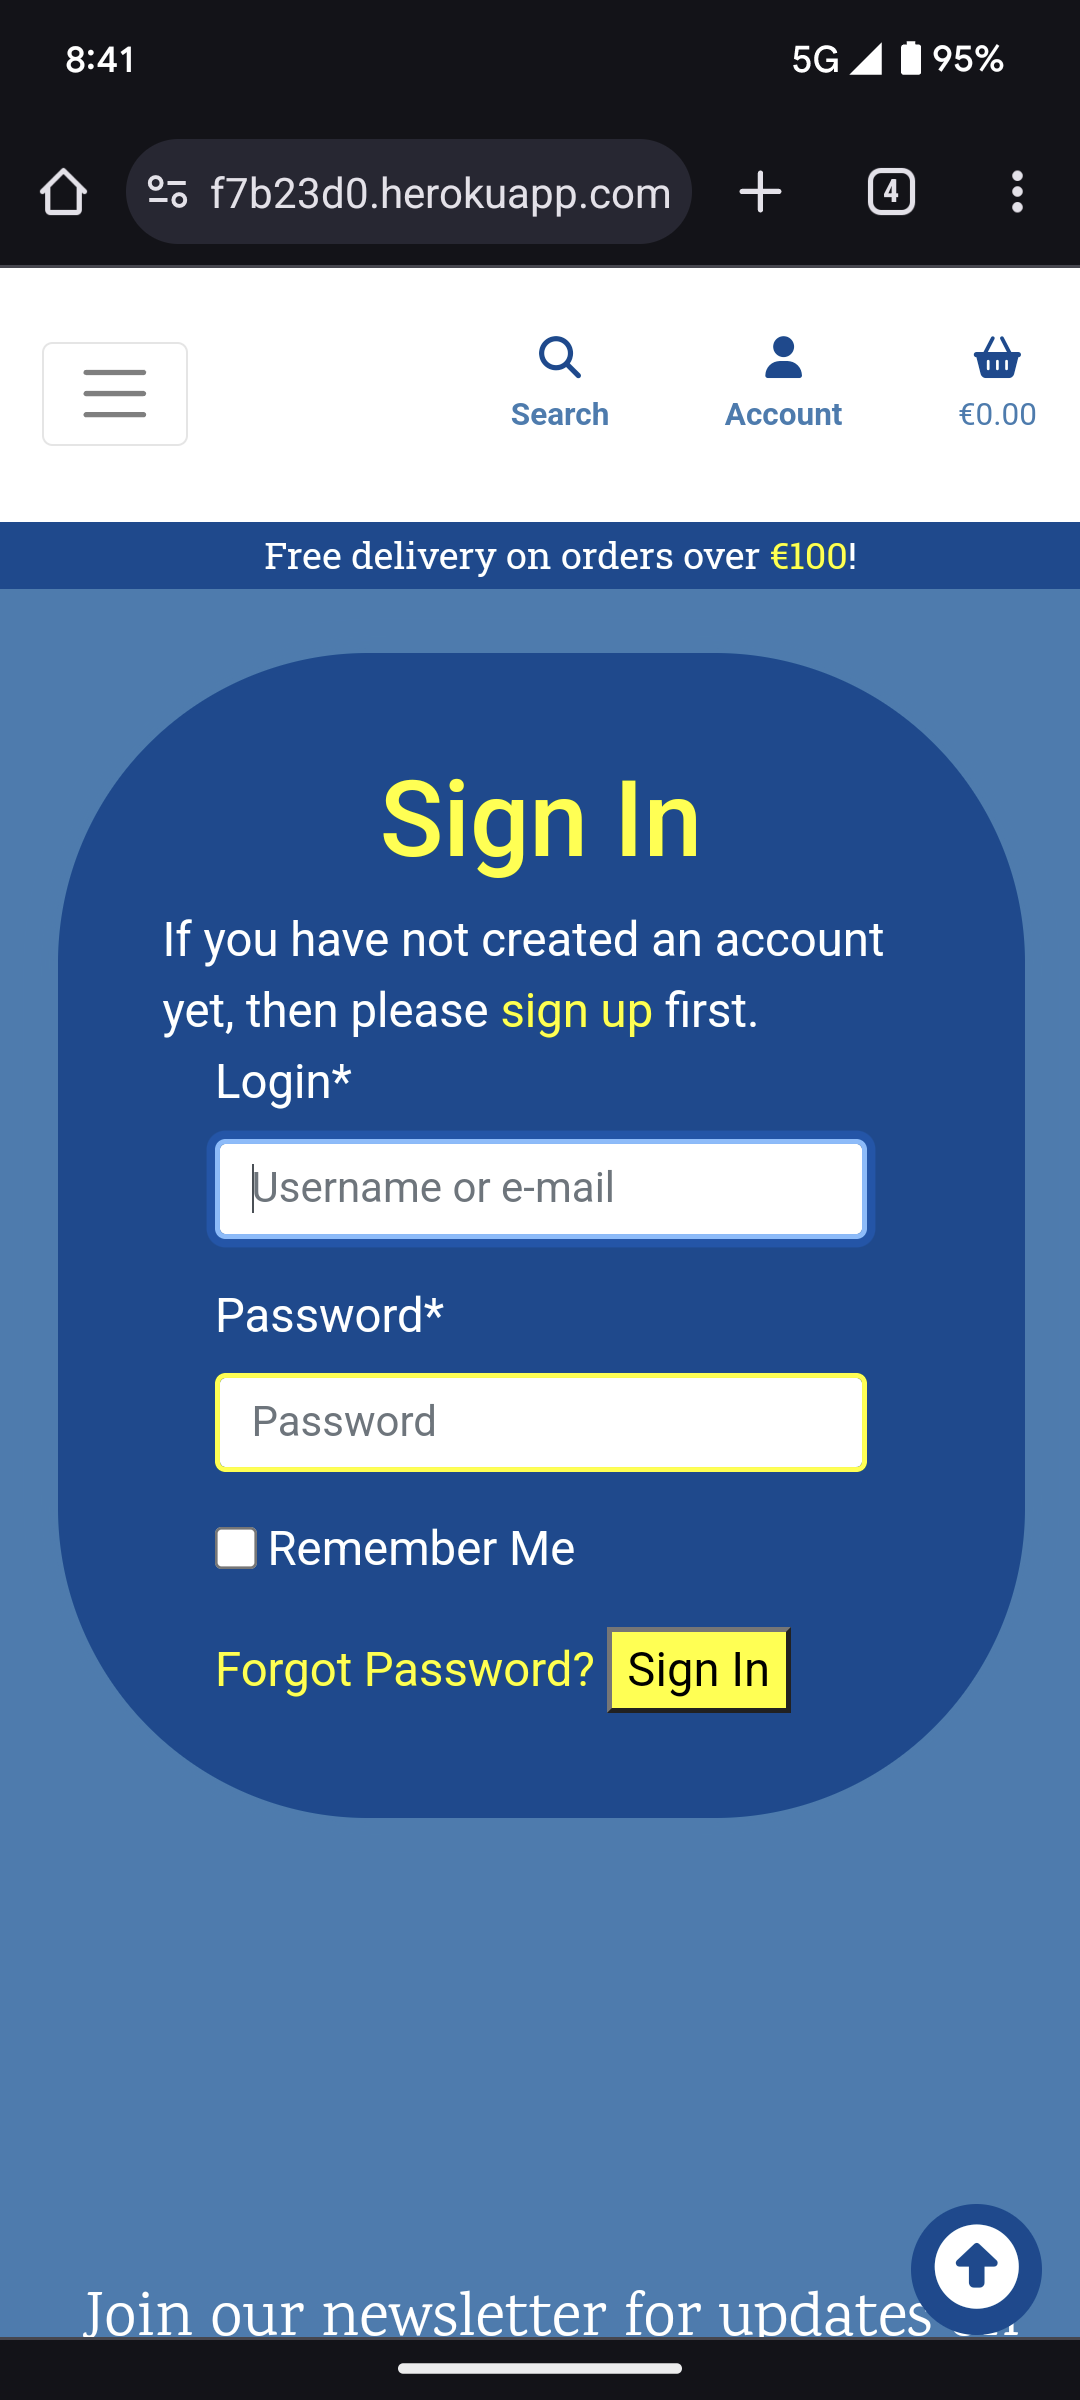 8:41
5G 95%
f7b23d0.herokuapp.com
4
Search
Account
€0.00
Free delivery on orders over €100!
Sign In
If you have not created an account
yet, then please sign up first.
Login*
Username or e-mail
Password*
Password
Remember Me
Forgot Password?
Sign In
Join our newsletter for updates